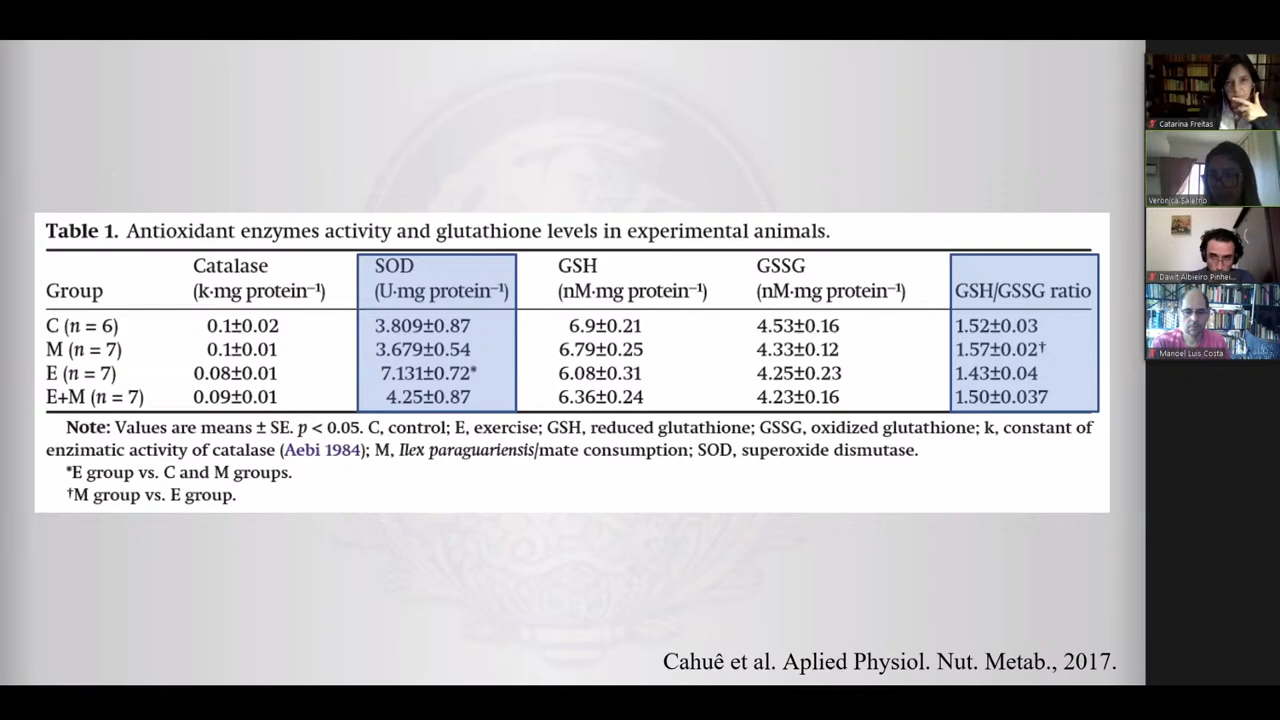 Table 1. Antioxidant enzymes activity and glutathione levels in experimental animals.
Catalase SOD GSH GSSG
Group (k·mg protein⁻¹) (U·mg protein⁻¹) (nM·mg protein⁻¹) (nM·mg protein⁻¹) GSH/GSSG ratio
C (n = 6) 0.1±0.02 3.809±0.87 6.9±0.21 4.53±0.16 1.52±0.03
M (n = 7) 0.1±0.01 3.679±0.54 6.79±0.25 4.33±0.12 1.57±0.02†
E (n = 7) 0.08±0.01 7.131±0.72* 6.08±0.31 4.25±0.23 1.43±0.04
E+M (n = 7) 0.09±0.01 4.25±0.87 6.36±0.24 4.23±0.16 1.50±0.037
Note: Values are means ± SE. p < 0.05. C, control; E, exercise; GSH, reduced glutathione; GSSG, oxidized glutathione; k, constant of
enzimatic activity of catalase (Aebi 1984); M, Ilex paraguariensis/mate consumption; SOD, superoxide dismutase.
*E group vs. C and M groups.
†M group vs. E group.
Cahuê et al. Aplied Physiol. Nut. Metab., 2017.
Catarina Freitas
Veronica Salerno
Dawit Albieiro Pinhei...
Manoel Luis Costa